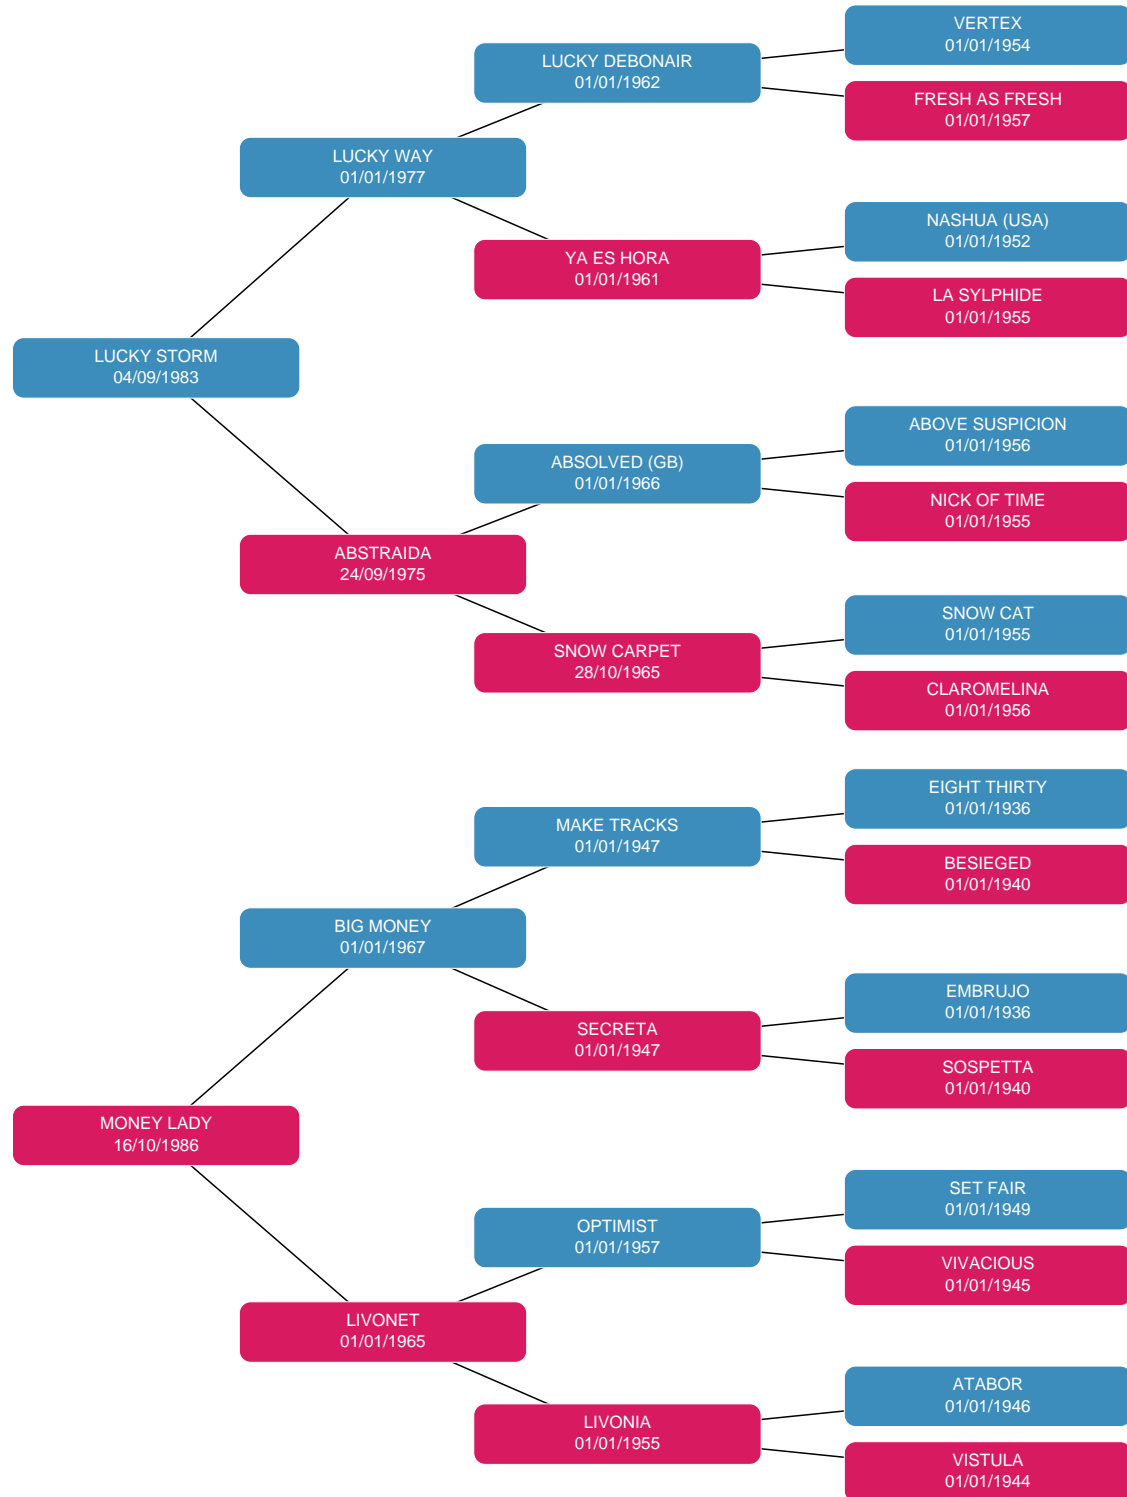 VERTEX
01/01/1954
LUCKY DEBONAIR
01/01/1962
FRESH AS FRESH
01/01/1957
LUCKY WAY
01/01/1977
NASHUA (USA)
01/01/1952
YA ES HORA
01/01/1961
LA SYLPHIDE
01/01/1955
LUCKY STORM
04/09/1983
ABOVE SUSPICION
01/01/1956
ABSOLVED (GB)
01/01/1966
NICK OF TIME
01/01/1955
ABSTRAIDA
24/09/1975
SNOW CAT
01/01/1955
SNOW CARPET
28/10/1965
CLAROMELINA
01/01/1956
EIGHT THIRTY
01/01/1936
MAKE TRACKS
01/01/1947
BESIEGED
01/01/1940
BIG MONEY
01/01/1967
EMBRUJO
01/01/1936
SECRETA
01/01/1947
SOSPETTA
01/01/1940
MONEY LADY
16/10/1986
SET FAIR
01/01/1949
OPTIMIST
01/01/1957
VIVACIOUS
01/01/1945
LIVONET
01/01/1965
ATABOR
01/01/1946
LIVONIA
01/01/1955
VISTULA
01/01/1944